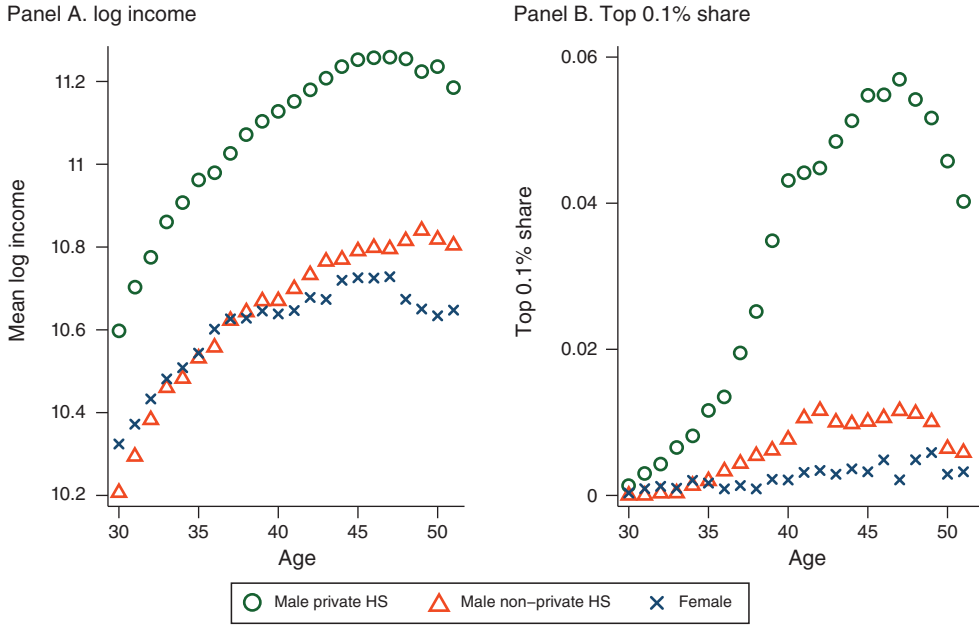 Panel A. log income
11.2
11
10.8
10.6
10.4
10.2
Mean log income
30 35 40 45 50
Age
Panel B. Top 0.1% share
0.06
0.04
0.02
0
Top 0.1% share
30 35 40 45 50
Age
Male private HS Male non−private HS Female